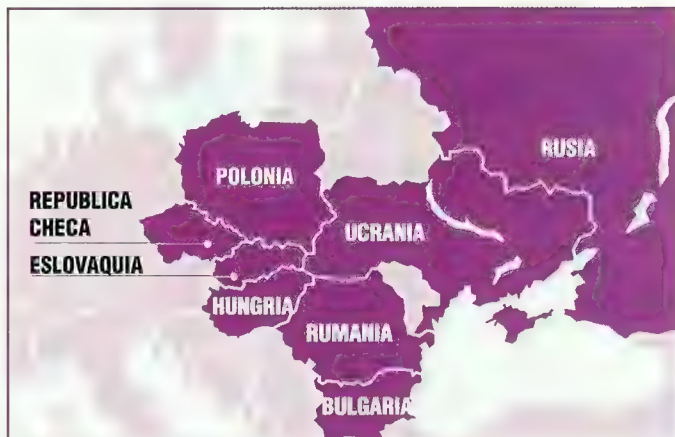 RUSIA
POLONIA
REPUBLICA
CHECA
UCRANIA
ESLOVAQUIA
HUNGRIA
RUMANIA
BULGARIA